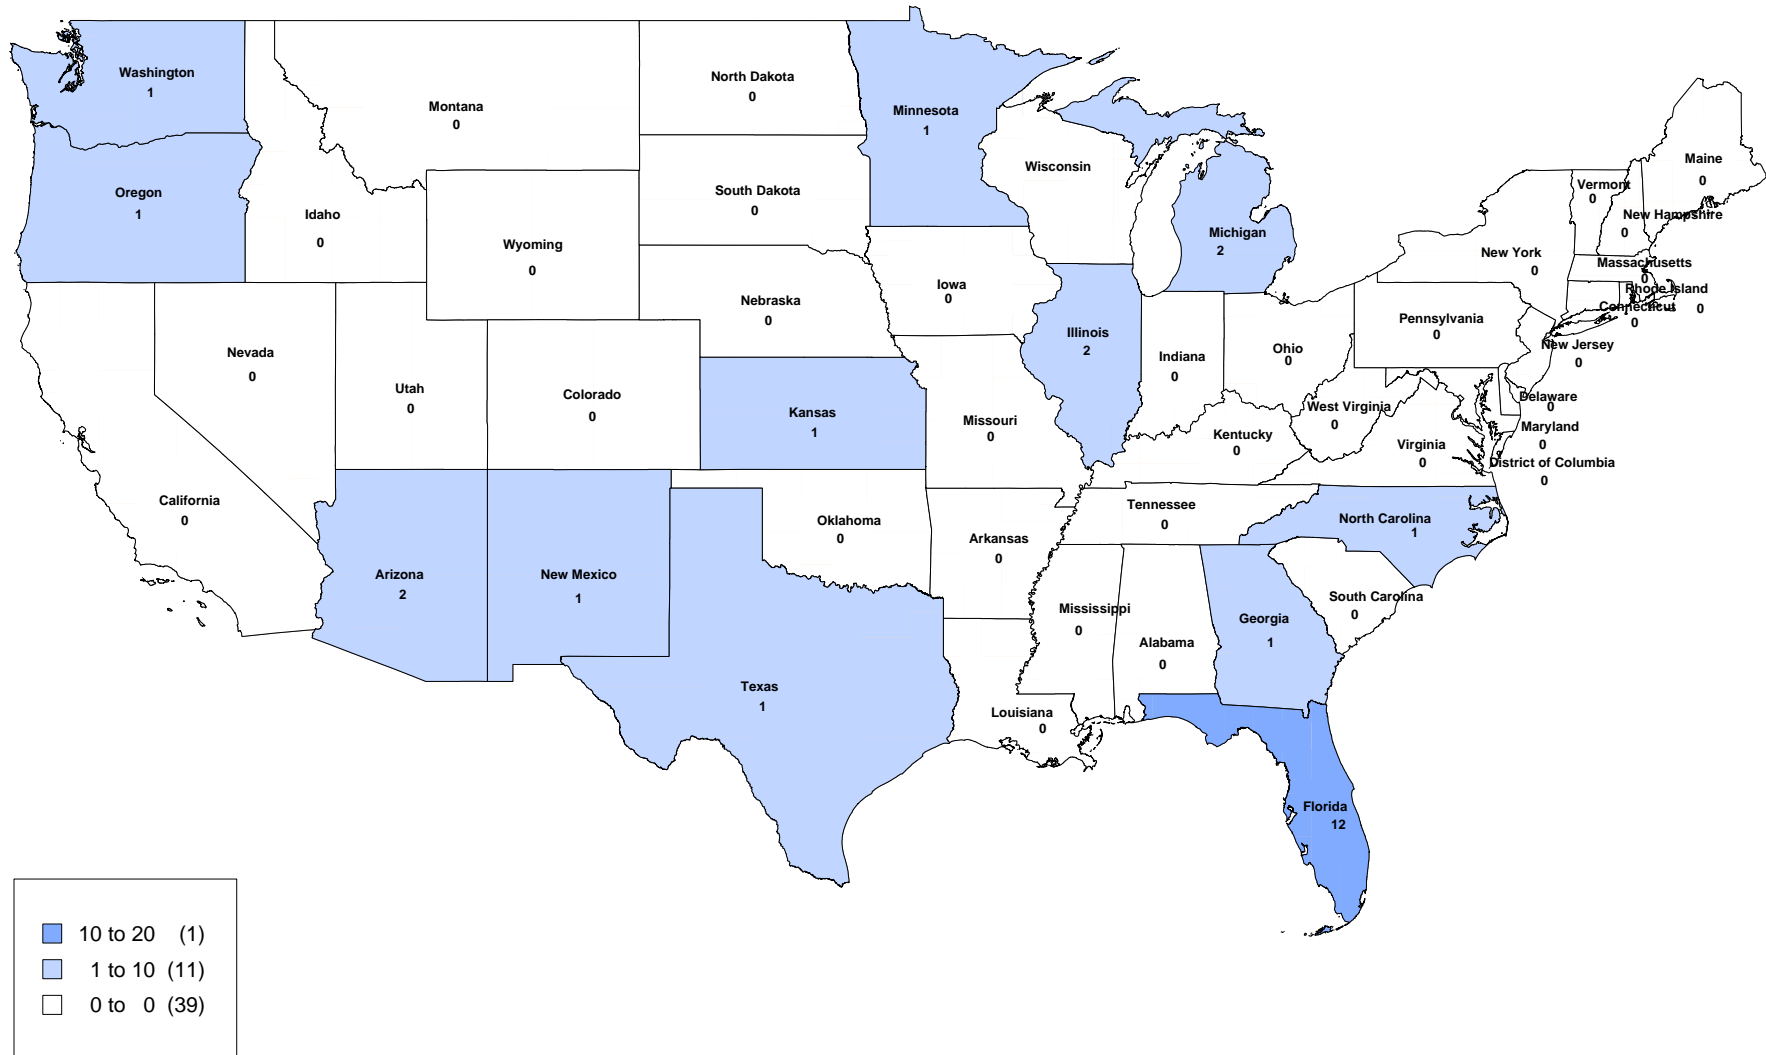 Washington
1
Montana
0
North Dakota
0
Minnesota
1
Oregon
1
Idaho
0
Wyoming
0
South Dakota
0
Wisconsin
Michigan
2
Maine
0
Vermont
0
New Hampshire
0
New York
0
Massachusetts
0
Rhode Island
0
Connecticut
0
Nebraska
0
Iowa
0
Illinois
2
Indiana
0
Ohio
0
Pennsylvania
0
New Jersey
0
Nevada
0
Utah
0
Colorado
0
Kansas
1
Missouri
0
Kentucky
0
West Virginia
0
Virginia
0
Delaware
0
Maryland
0
District of Columbia
0
California
0
Arizona
2
New Mexico
1
Oklahoma
0
Arkansas
0
Tennessee
0
North Carolina
1
South Carolina
0
Mississippi
0
Alabama
0
Georgia
1
Texas
1
Louisiana
0
Florida
12
10 to 20 (1)
1 to 10 (11)
0 to 0 (39)